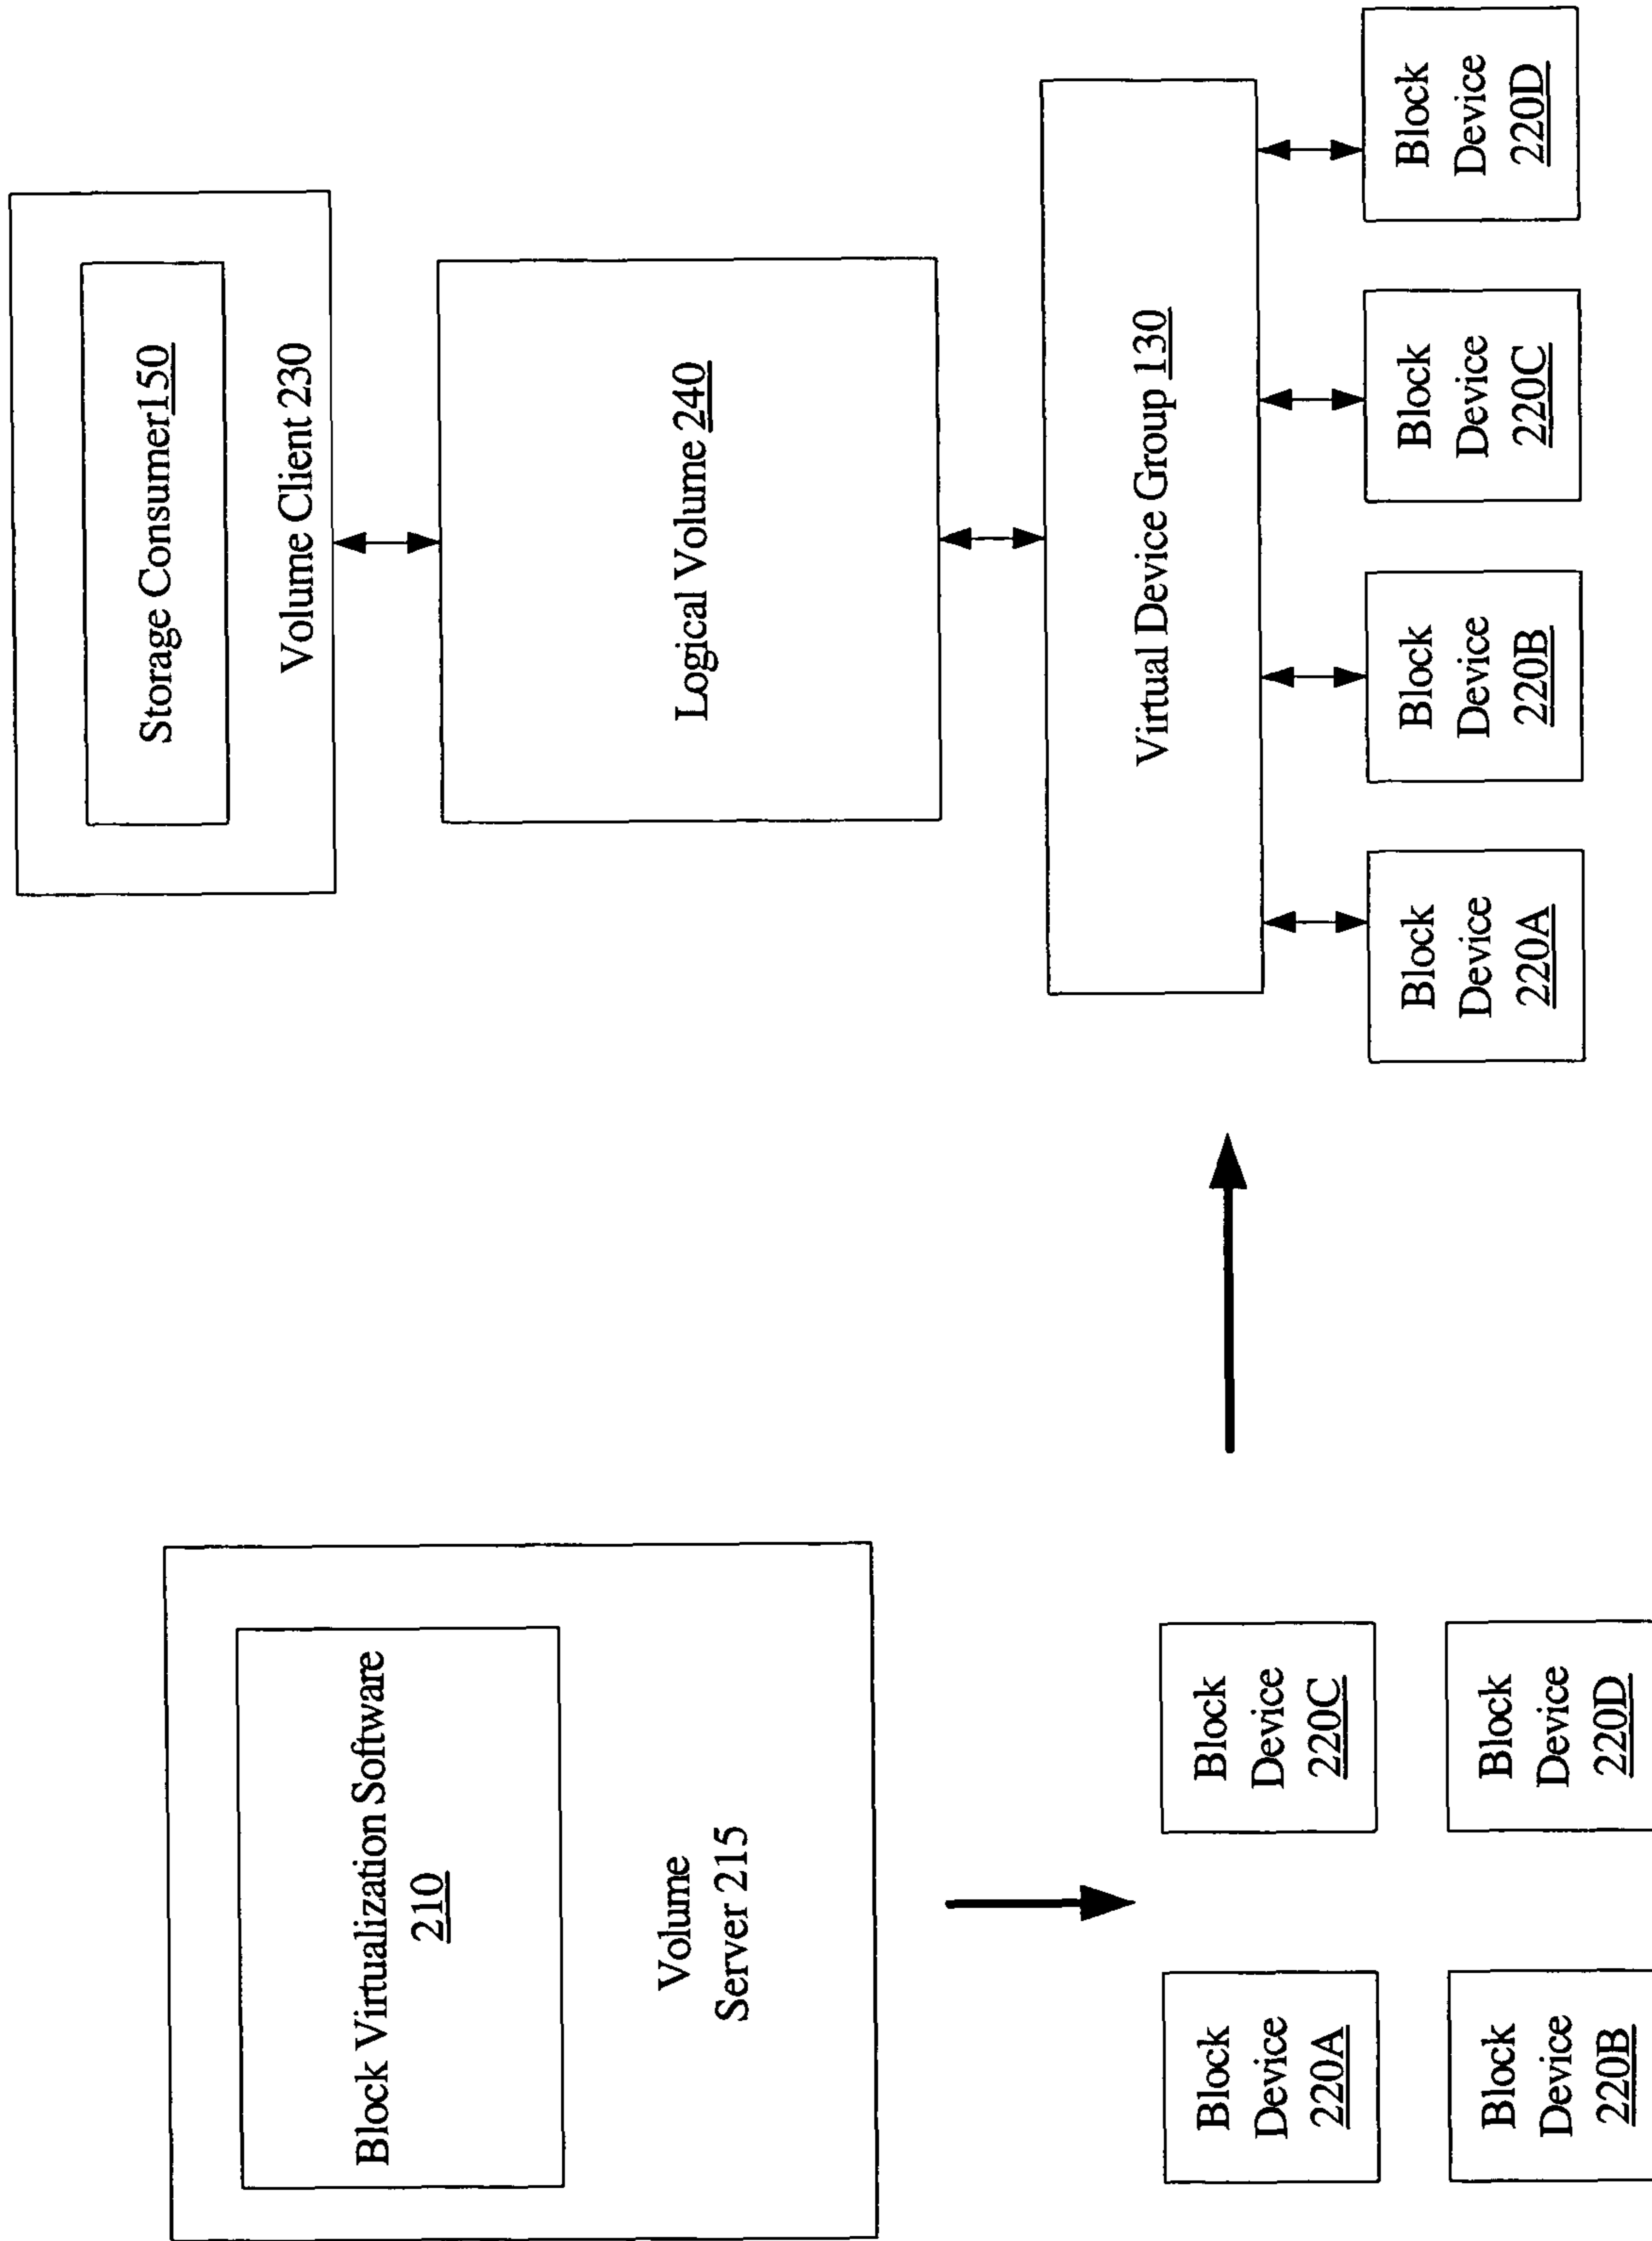 Block Virtualization Software
210
Volume
Server 215
Block
Device
220A
Block
Device
220C
Block
Device
220B
Block
Device
220D
Storage Consumer150
Volume Client 230
Logical Volume 240
Virtual Device Group 130
Block
Device
220A
Block
Device
220B
Block
Device
220C
Block
Device
220D